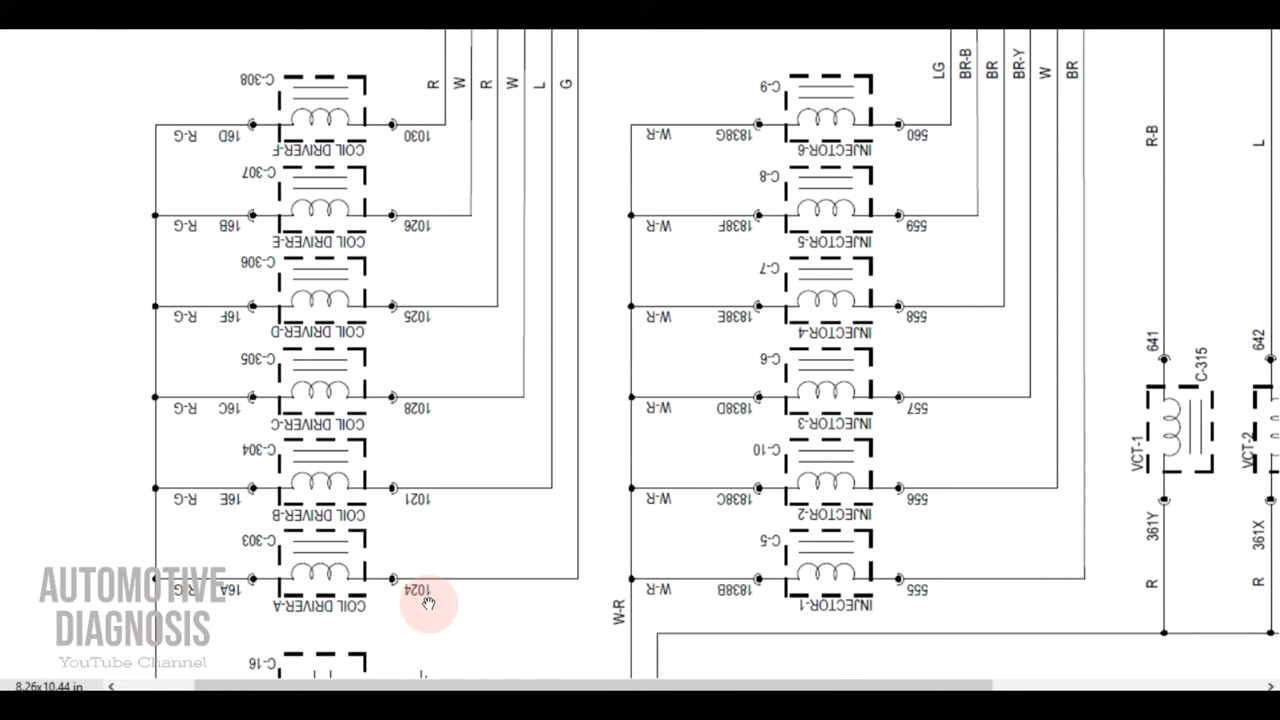 R W R W L G
LG BR-B BR BR-Y W BR
R-B L
C-308
R-G 16D 1030
COIL DRIVER-F
C-307
R-G 16B 1026
COIL DRIVER-E
C-306
R-G 16F 1025
COIL DRIVER-D
C-305
R-G 16C 1028
COIL DRIVER-C
C-304
R-G 16E 1021
COIL DRIVER-B
C-303
R-G 16A 1024
COIL DRIVER-A
C-16
C-9
W-R 1838G 560
INJECTOR-6
C-8
W-R 1838F 559
INJECTOR-5
C-7
W-R 1838E 558
INJECTOR-4
C-6
W-R 1838D 557
INJECTOR-3
C-10
W-R 1838C 556
INJECTOR-2
C-5
W-R 1838B 555
INJECTOR-1
W-R
641 642
C-315
VCT-1 VCT-2
361Y 361X
R R
AUTOMOTIVE
DIAGNOSIS
YouTube Channel
8.26x10.44 in